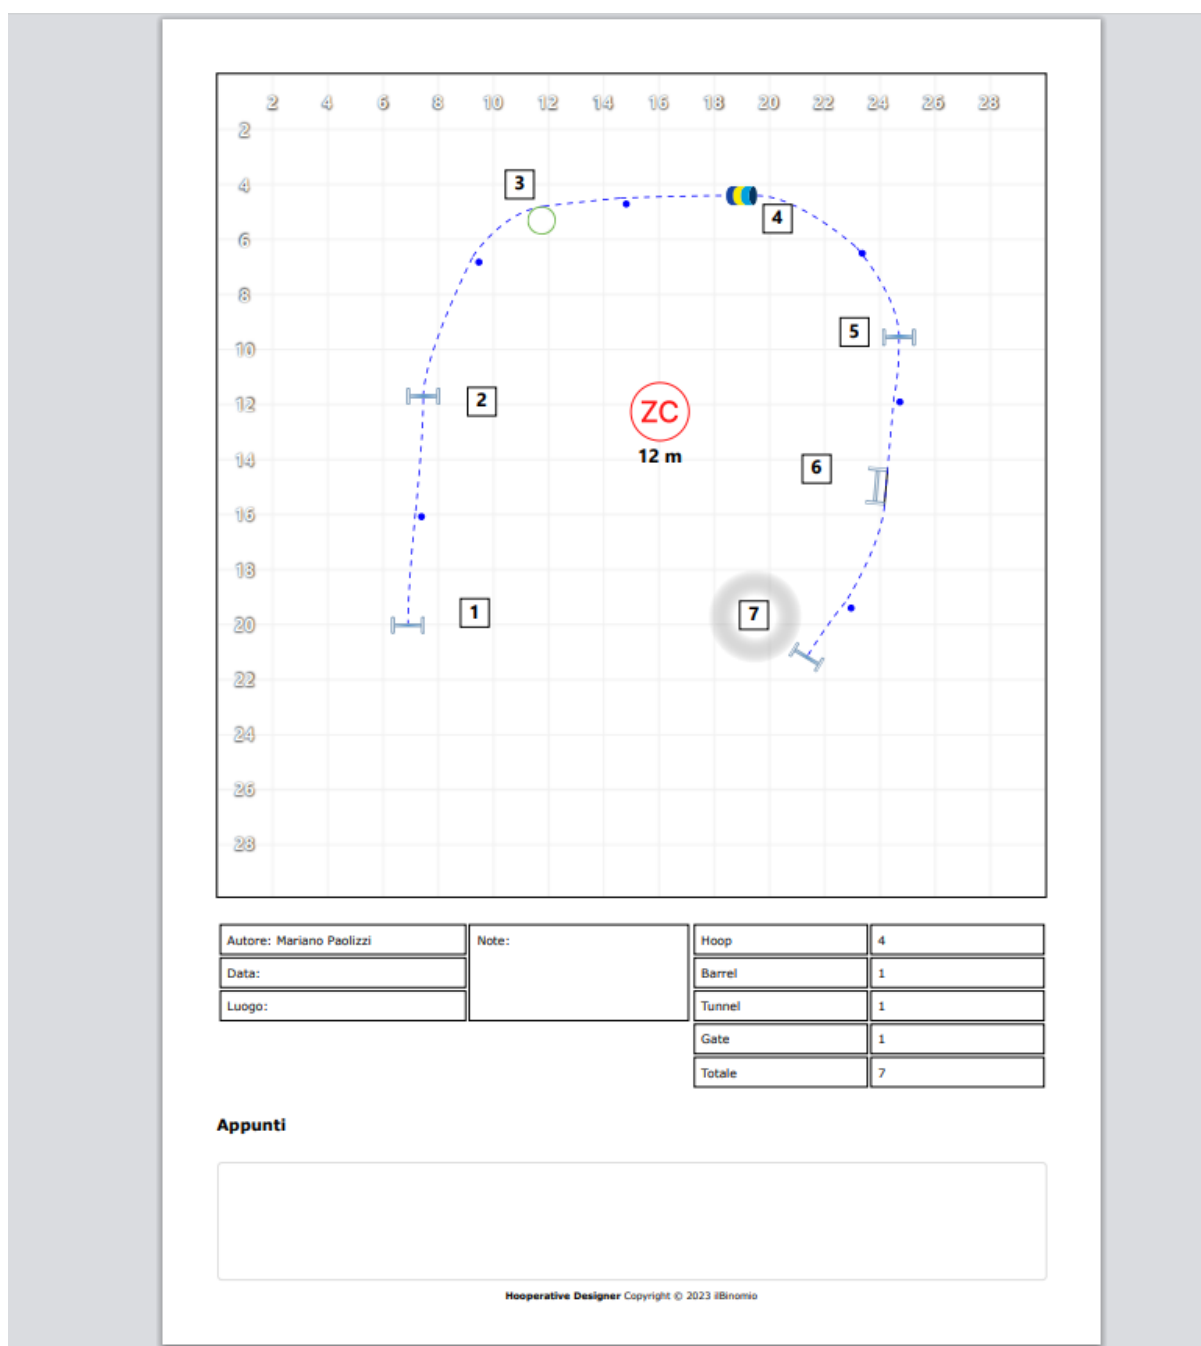 2 4 6 8 10 12 14 16 18 20 22 24 26 28
2
4
6
8
10
12
14
16
18
20
22
24
26
28
3
4
5
2
ZC
12 m
6
1
7
Autore: Mariano Paolizzi
Data:
Luogo:
Note:
Hoop 4
Barrel 1
Tunnel 1
Gate 1
Totale 7
Appunti
Hooperative Designer Copyright © 2023 ilBinomio